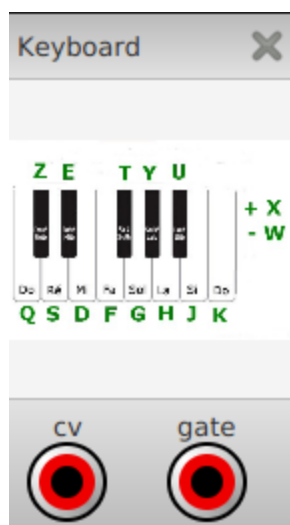 Keyboard
Z E T Y U
+ X
- W
Do Ré Mi Fa Sol La Si Do
Q S D F G H J K
cv gate